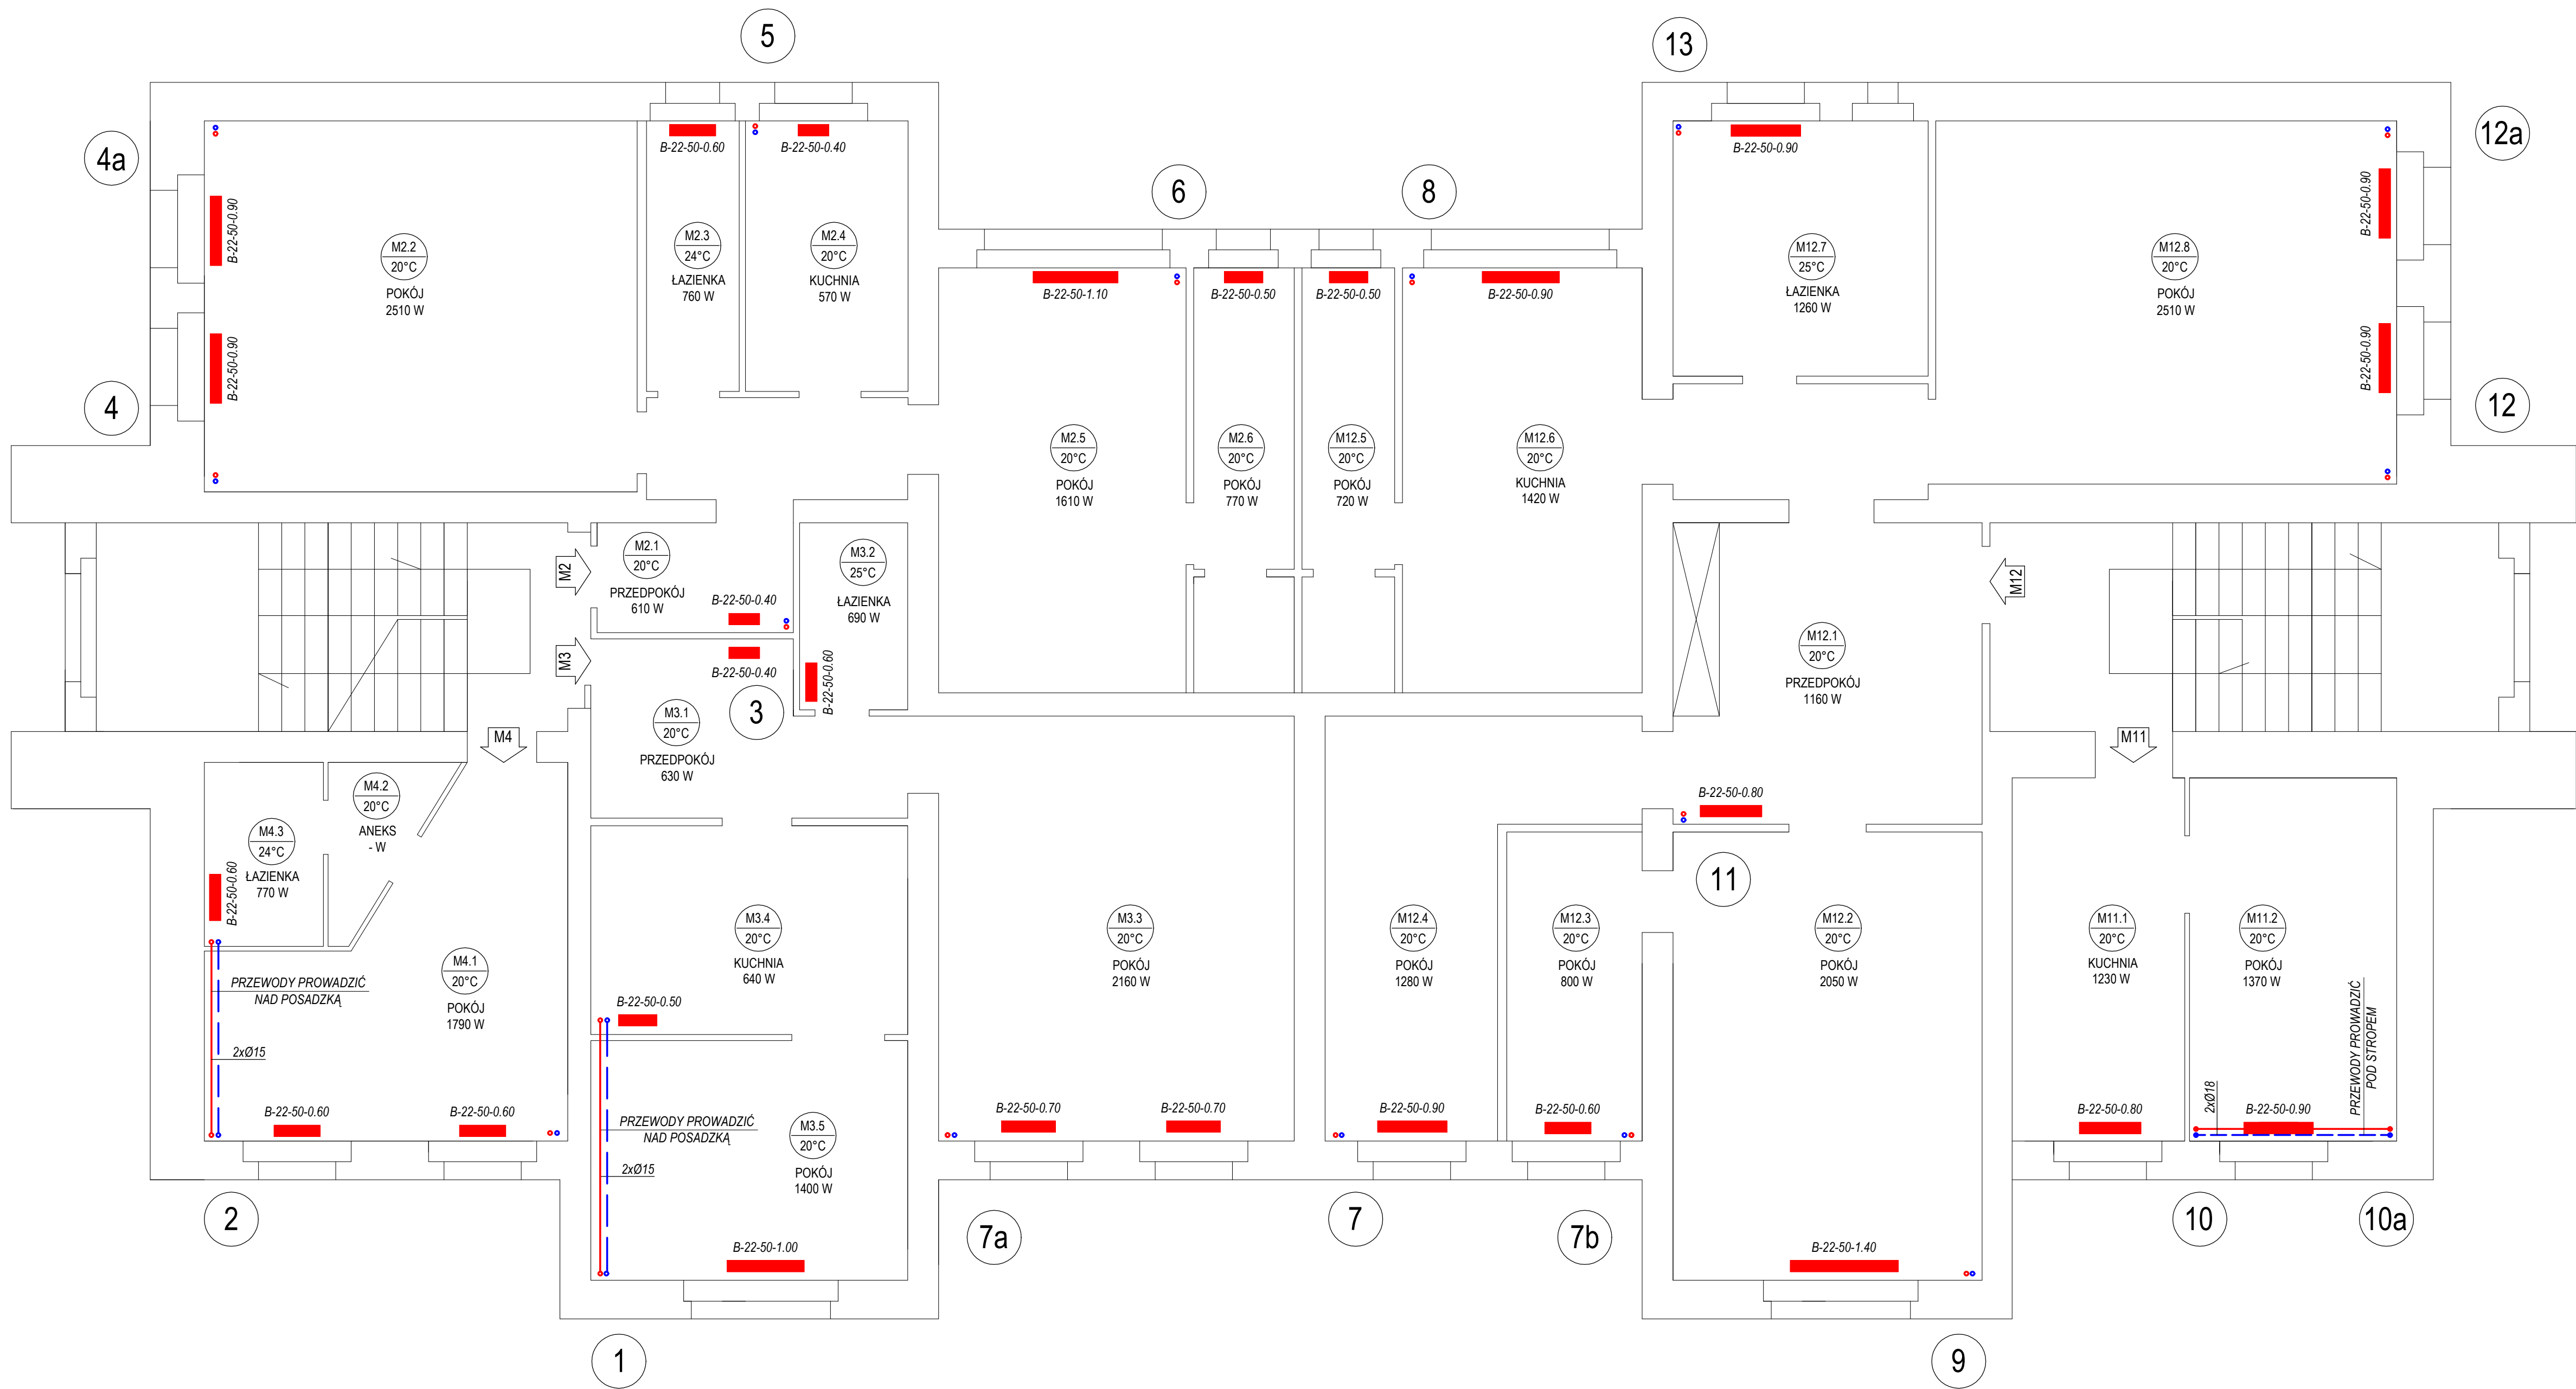 5
13
4a
12a
B-22-50-0.60
B-22-50-0.40
B-22-50-0.90
6
8
B-22-50-0.90
B-22-50-0.90
M2.2
20°C
POKÓJ
2510 W
M2.3
24°C
ŁAZIENKA
760 W
M2.4
20°C
KUCHNIA
570 W
M12.7
25°C
ŁAZIENKA
1260 W
M12.8
20°C
POKÓJ
2510 W
B-22-50-1.10
B-22-50-0.50
B-22-50-0.50
B-22-50-0.90
B-22-50-0.90
B-22-50-0.90
4
12
M2.5
20°C
POKÓJ
1610 W
M2.6
20°C
POKÓJ
770 W
M12.5
20°C
POKÓJ
720 W
M12.6
20°C
KUCHNIA
1420 W
M2
M2.1
20°C
PRZEDPOKÓJ
610 W
M3.2
25°C
ŁAZIENKA
690 W
M12
B-22-50-0.40
M3
B-22-50-0.40
B-22-50-0.60
M12.1
20°C
PRZEDPOKÓJ
1160 W
3
M3.1
20°C
PRZEDPOKÓJ
630 W
M4
M11
M4.2
20°C
ANEKS
- W
B-22-50-0.80
M4.3
24°C
ŁAZIENKA
770 W
B-22-50-0.60
11
M4.1
20°C
POKÓJ
1790 W
M3.4
20°C
KUCHNIA
640 W
M3.3
20°C
POKÓJ
2160 W
M12.4
20°C
POKÓJ
1280 W
M12.3
20°C
POKÓJ
800 W
M12.2
20°C
POKÓJ
2050 W
M11.1
20°C
KUCHNIA
1230 W
M11.2
20°C
POKÓJ
1370 W
PRZEWODY PROWADZIĆ
NAD POSADZKĄ
2xØ15
B-22-50-0.50
PRZEWODY PROWADZIĆ
POD STROPEM
2xØ18
B-22-50-0.60
B-22-50-0.60
PRZEWODY PROWADZIĆ
NAD POSADZKĄ
2xØ15
M3.5
20°C
POKÓJ
1400 W
B-22-50-0.70
B-22-50-0.70
B-22-50-0.90
B-22-50-0.60
B-22-50-0.80
B-22-50-0.90
2
7a
7
7b
10
10a
B-22-50-1.00
B-22-50-1.40
1
9